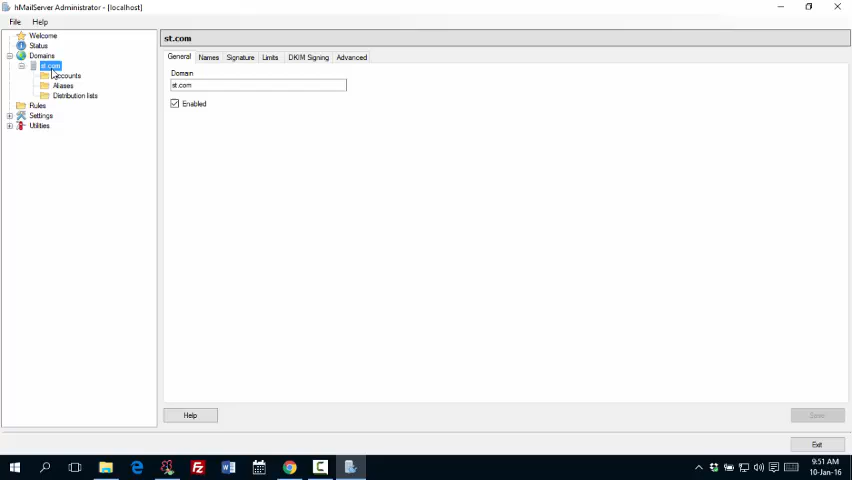 hMailServer Administrator - [localhost]
File Help
Welcome
Status
Domains
st.com
Accounts
Aliases
Distribution lists
Rules
Settings
Utilities
st.com
General Names Signature Limits DKIM Signing Advanced
Domain
st.com
Enabled
Help
Save
Exit
9:51 AM
10-Jan-16